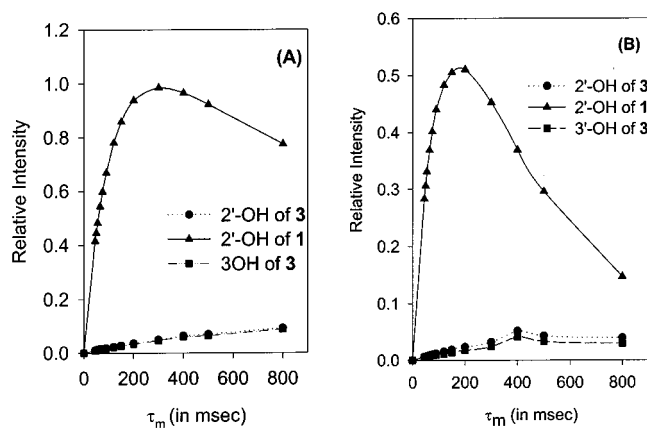 (A)
Relative Intensity
1.2
1.0
0.8
0.6
0.4
0.2
0.0
2'-OH of 3
2'-OH of 1
3OH of 3
0 200 400 600 800
τm (in msec)
(B)
Relative Intensity
0.6
0.5
0.4
0.3
0.2
0.1
0.0
2'-OH of 3
2'-OH of 1
3'-OH of 3
0 200 400 600 800
τm (in msec)